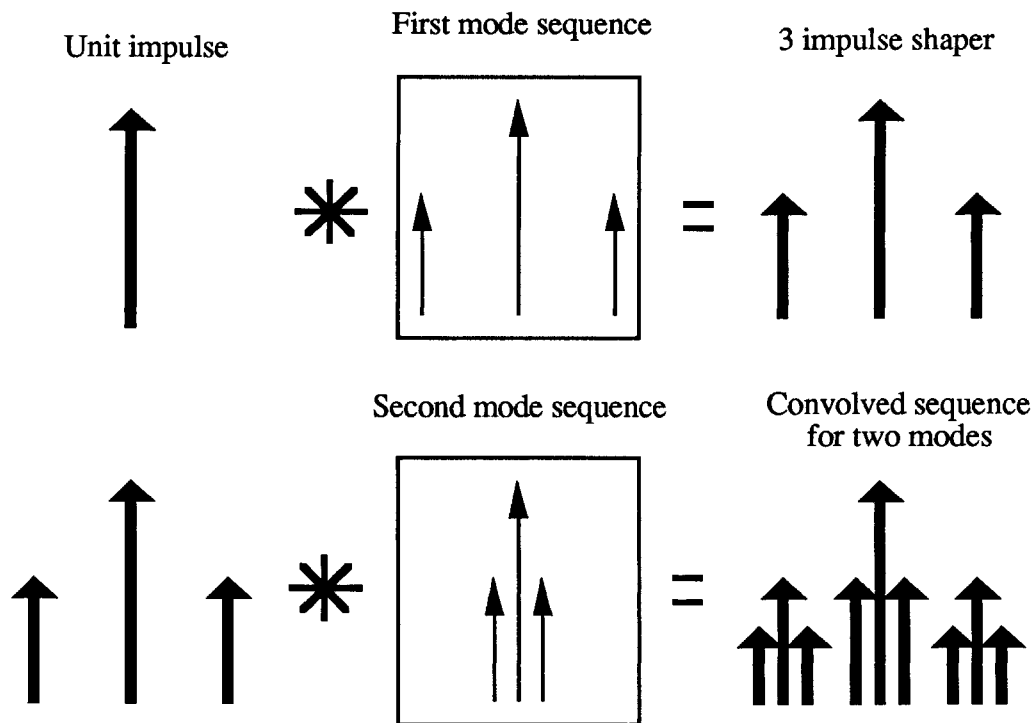 Unit impulse
First mode sequence
3 impulse shaper
Second mode sequence
Convolved sequence
for two modes